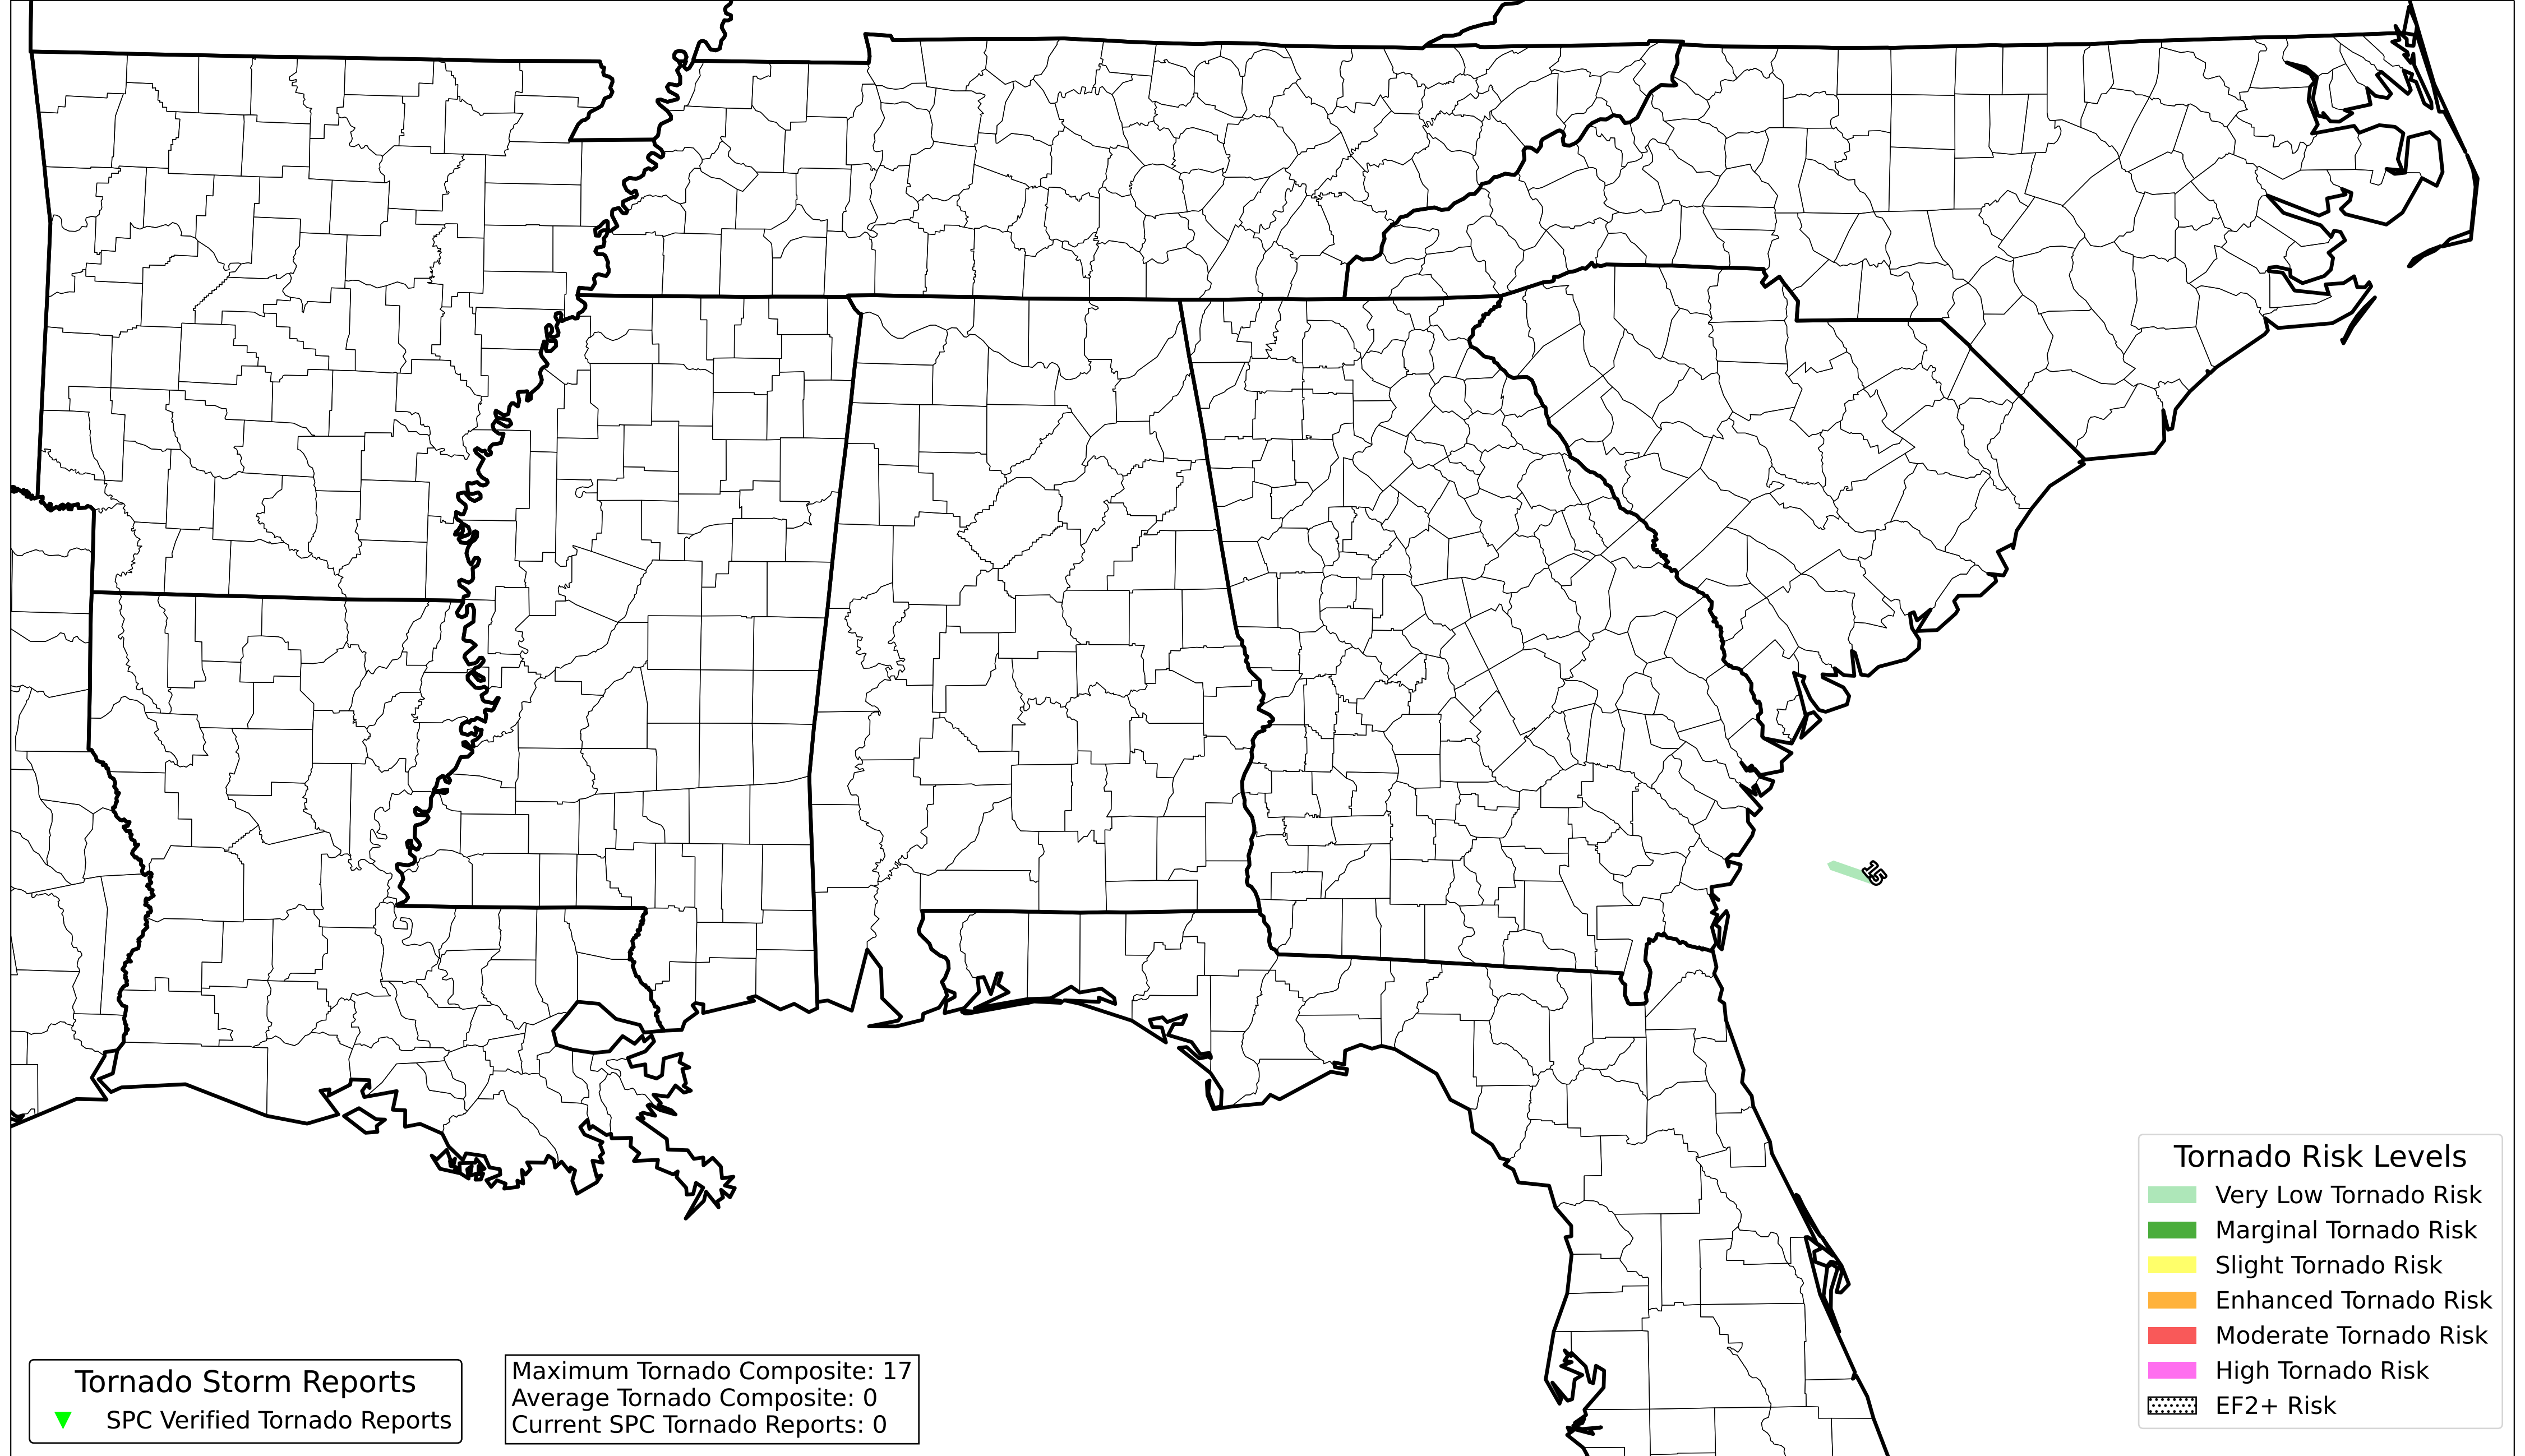 15
Tornado Risk Levels
Very Low Tornado Risk
Marginal Tornado Risk
Slight Tornado Risk
Enhanced Tornado Risk
Moderate Tornado Risk
High Tornado Risk
EF2+ Risk
Tornado Storm Reports
SPC Verified Tornado Reports
Maximum Tornado Composite: 17
Average Tornado Composite: 0
Current SPC Tornado Reports: 0